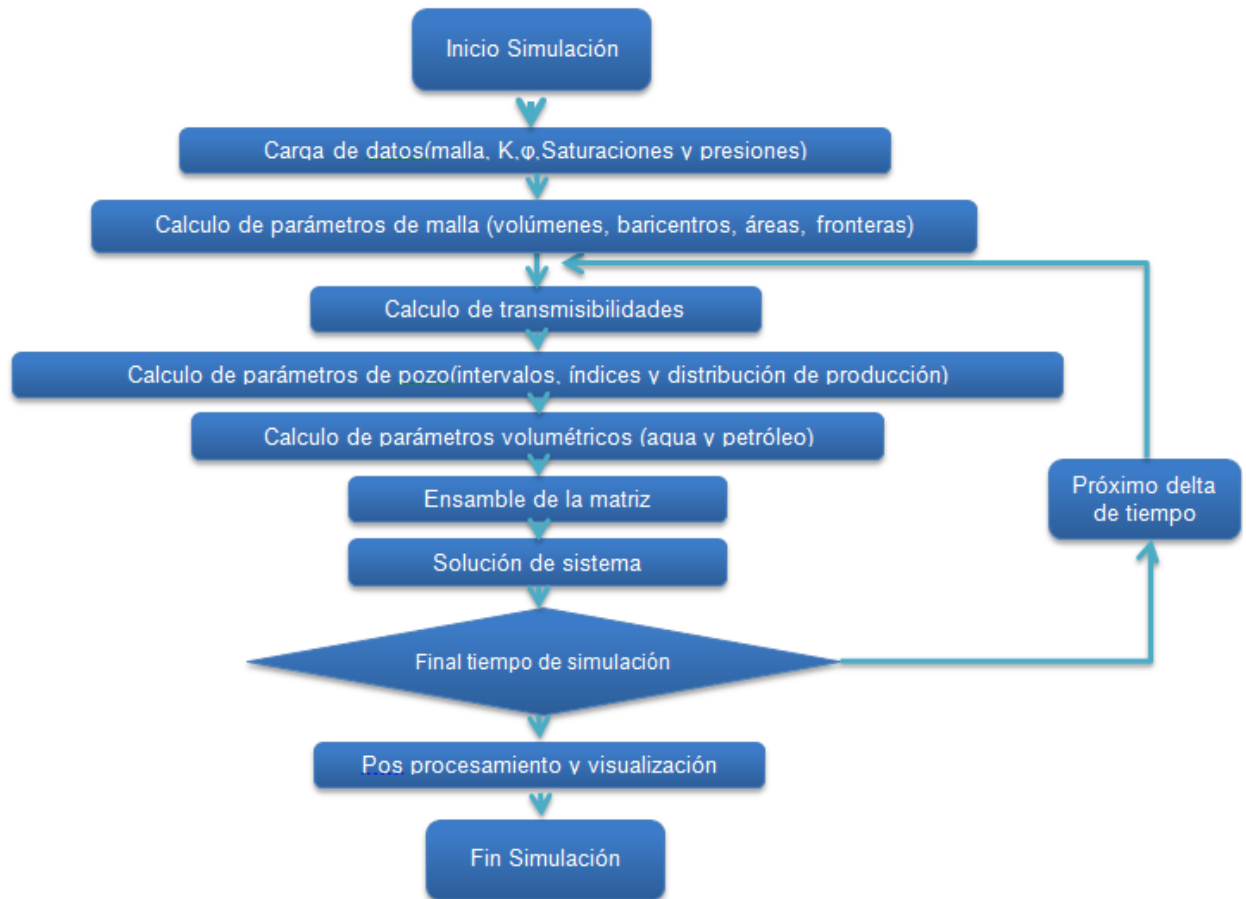 Inicio Simulación
Carga de datos(malla, K,φ,Saturaciones y presiones)
Calculo de parámetros de malla (volúmenes, baricentros, áreas, fronteras)
Calculo de transmisibilidades
Calculo de parámetros de pozo(intervalos, índices y distribución de producción)
Calculo de parámetros volumétricos (agua y petróleo)
Ensamble de la matriz
Solución de sistema
Próximo delta
de tiempo
Final tiempo de simulación
Pos procesamiento y visualización
Fin Simulación